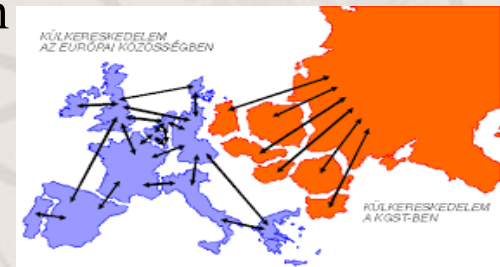 KÜLKERESKEDELEM
AZ EURÓPAI KÖZÖSSÉGBEN
KÜLKERESKEDELEM
A KGST-BEN